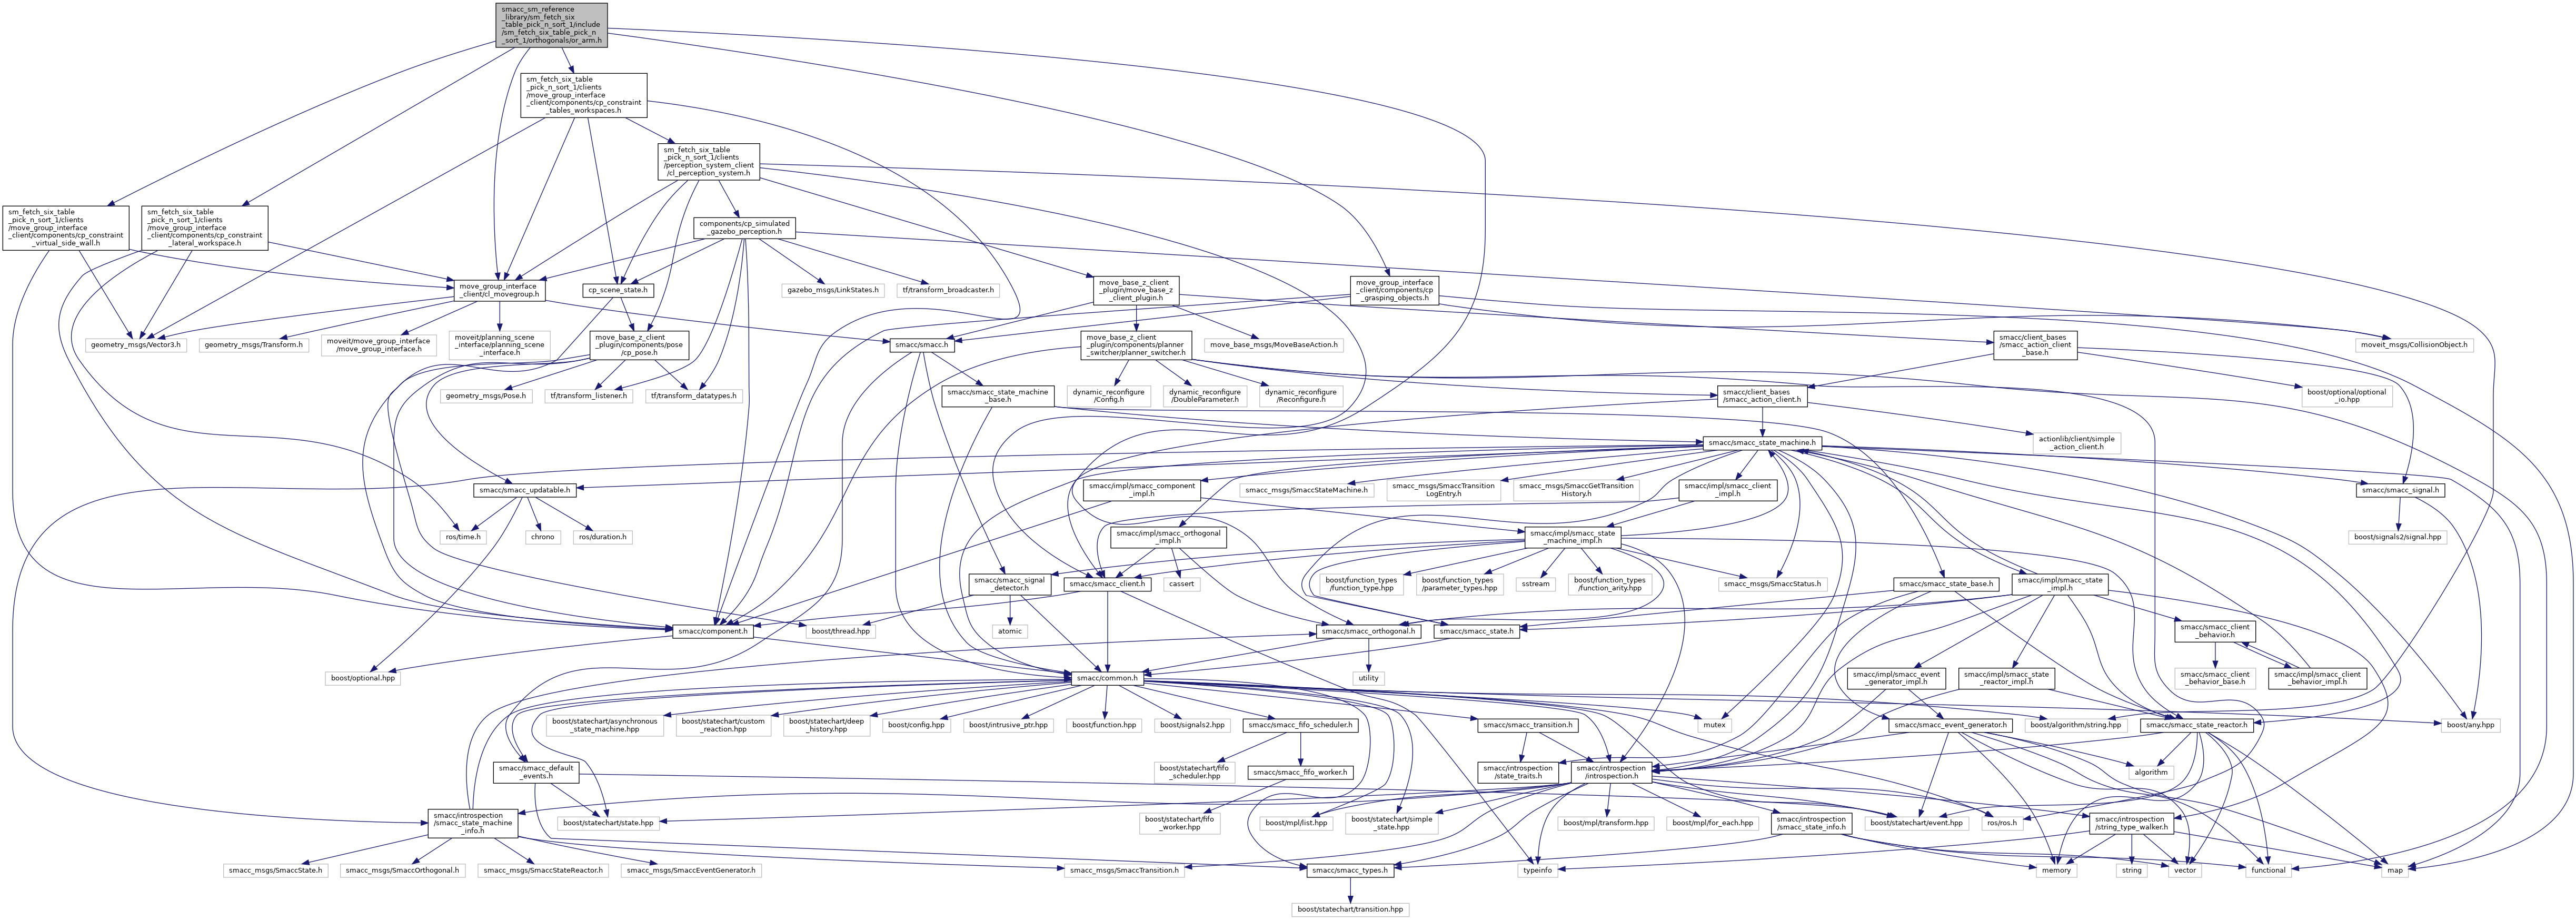 smacc_sm_reference
_library/sm_fetch_six
_table_pick_n_sort_1/include
/sm_fetch_six_table_pick_n
_sort_1/orthogonals/or_arm.h
sm_fetch_six_table
_pick_n_sort_1/clients
/move_group_interface
_client/components/cp_constraint
_tables_workspaces.h
sm_fetch_six_table
_pick_n_sort_1/clients
/perception_system_client
/cl_perception_system.h
sm_fetch_six_table
_pick_n_sort_1/clients
/move_group_interface
_client/components/cp_constraint
_virtual_side_wall.h
sm_fetch_six_table
_pick_n_sort_1/clients
/move_group_interface
_client/components/cp_constraint
_lateral_workspace.h
components/cp_simulated
_gazebo_perception.h
move_group_interface
_client/cl_movegroup.h
cp_scene_state.h
gazebo_msgs/LinkStates.h
tf/transform_broadcaster.h
move_base_z_client
_plugin/move_base_z
_client_plugin.h
move_group_interface
_client/components/cp
_grasping_objects.h
geometry_msgs/Vector3.h
geometry_msgs/Transform.h
moveit/move_group_interface
/move_group_interface.h
moveit/planning_scene
_interface/planning_scene
_interface.h
move_base_z_client
_plugin/components/pose
/cp_pose.h
smacc/smacc.h
move_base_z_client
_plugin/components/planner
_switcher/planner_switcher.h
move_base_msgs/MoveBaseAction.h
smacc/client_bases
/smacc_action_client
_base.h
moveit_msgs/CollisionObject.h
geometry_msgs/Pose.h
tf/transform_listener.h
tf/transform_datatypes.h
smacc/smacc_state_machine
_base.h
dynamic_reconfigure
/Config.h
dynamic_reconfigure
/DoubleParameter.h
dynamic_reconfigure
/Reconfigure.h
smacc/client_bases
/smacc_action_client.h
boost/optional/optional
_io.hpp
smacc/smacc_state_machine.h
actionlib/client/simple
_action_client.h
smacc/smacc_updatable.h
smacc/impl/smacc_component
_impl.h
smacc_msgs/SmaccStateMachine.h
smacc_msgs/SmaccTransition
LogEntry.h
smacc_msgs/SmaccGetTransition
History.h
smacc/impl/smacc_client
_impl.h
smacc/smacc_signal.h
ros/time.h
chrono
ros/duration.h
smacc/impl/smacc_orthogonal
_impl.h
smacc/impl/smacc_state
_machine_impl.h
boost/signals2/signal.hpp
smacc/smacc_signal
_detector.h
smacc/smacc_client.h
cassert
boost/function_types
/function_type.hpp
boost/function_types
/parameter_types.hpp
sstream
boost/function_types
/function_arity.hpp
smacc_msgs/SmaccStatus.h
smacc/smacc_state_base.h
smacc/impl/smacc_state
_impl.h
smacc/component.h
boost/thread.hpp
atomic
smacc/smacc_orthogonal.h
smacc/smacc_state.h
smacc/smacc_client
_behavior.h
boost/optional.hpp
smacc/common.h
utility
smacc/impl/smacc_event
_generator_impl.h
smacc/impl/smacc_state
_reactor_impl.h
smacc/smacc_client
_behavior_base.h
smacc/impl/smacc_client
_behavior_impl.h
boost/statechart/asynchronous
_state_machine.hpp
boost/statechart/custom
_reaction.hpp
boost/statechart/deep
_history.hpp
boost/config.hpp
boost/intrusive_ptr.hpp
boost/function.hpp
boost/signals2.hpp
smacc/smacc_fifo_scheduler.h
smacc/smacc_transition.h
mutex
smacc/smacc_event_generator.h
boost/algorithm/string.hpp
smacc/smacc_state_reactor.h
boost/any.hpp
smacc/smacc_default
_events.h
boost/statechart/fifo
_scheduler.hpp
smacc/smacc_fifo_worker.h
smacc/introspection
/state_traits.h
smacc/introspection
/introspection.h
algorithm
smacc/introspection
/smacc_state_machine
_info.h
boost/statechart/state.hpp
boost/statechart/fifo
_worker.hpp
boost/mpl/list.hpp
boost/statechart/simple
_state.hpp
boost/mpl/transform.hpp
boost/mpl/for_each.hpp
smacc/introspection
/smacc_state_info.h
boost/statechart/event.hpp
ros/ros.h
smacc/introspection
/string_type_walker.h
smacc_msgs/SmaccState.h
smacc_msgs/SmaccOrthogonal.h
smacc_msgs/SmaccStateReactor.h
smacc_msgs/SmaccEventGenerator.h
smacc_msgs/SmaccTransition.h
smacc/smacc_types.h
typeinfo
memory
string
vector
functional
map
boost/statechart/transition.hpp